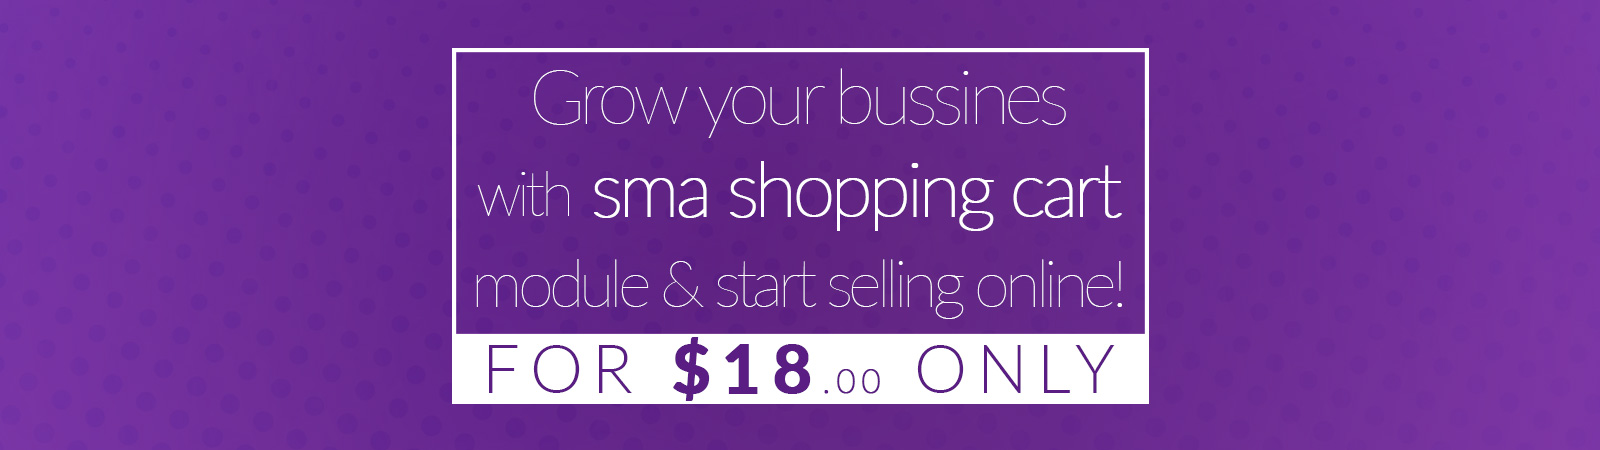 Grow your bussines
with sma shopping cart
module & start selling online!
FOR $18.00 ONLY